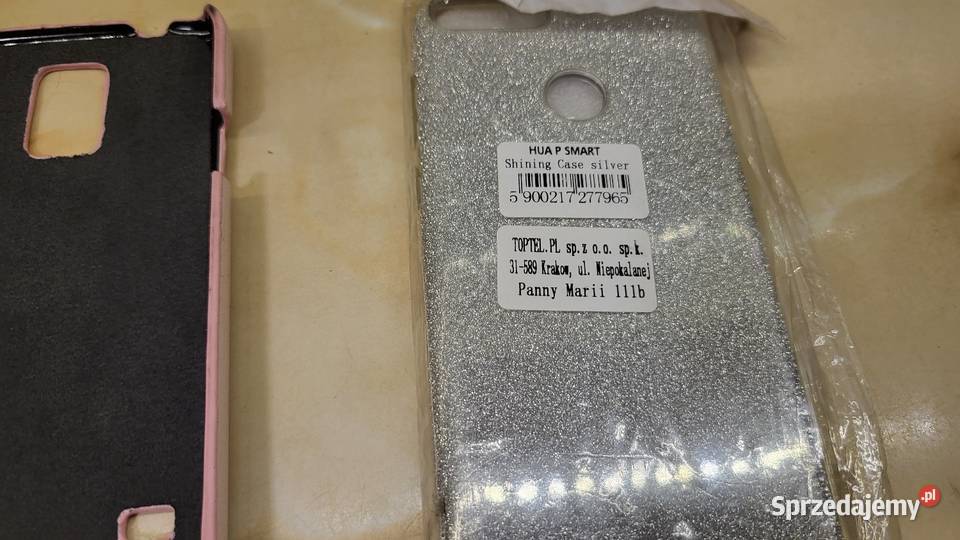 HUA P SMART
Shining Case silver
5 900217 277965
TOPTEL.PL sp.z o.o. sp.k.
31-589 Krakow, ul. Niepokalanej
Panny Marii 111b
Sprzedajemy.pl